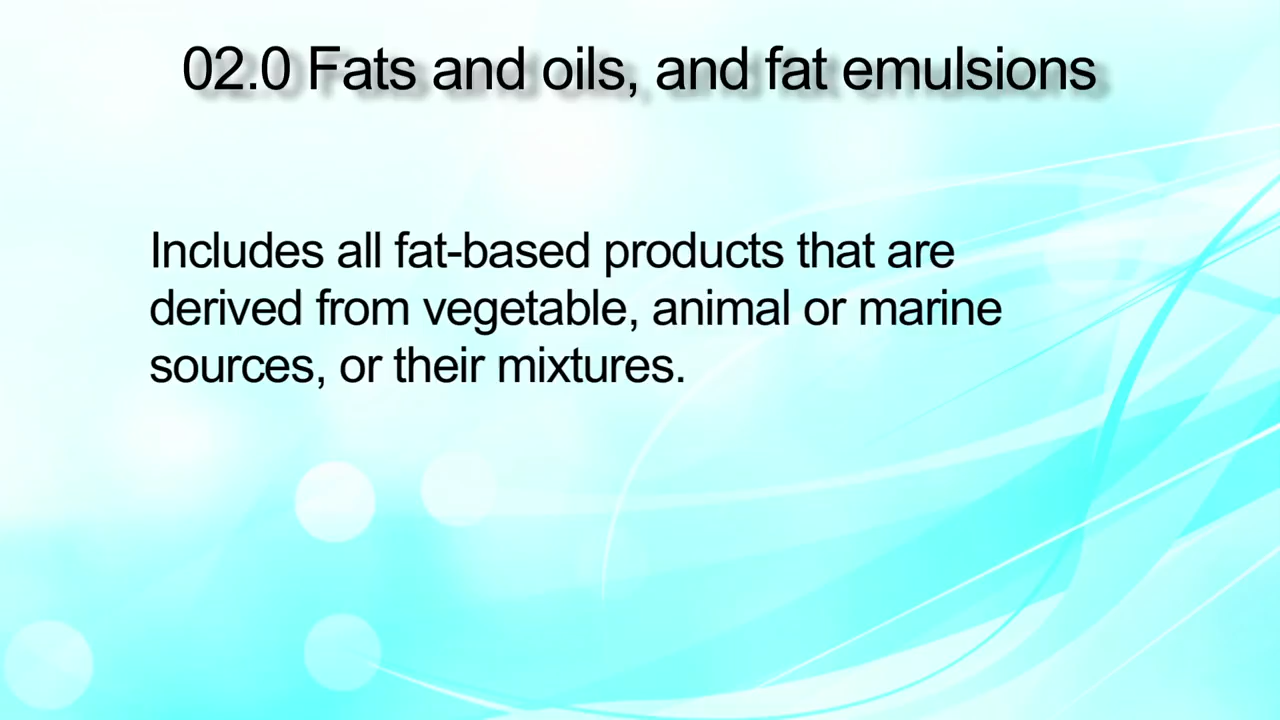 02.0 Fats and oils, and fat emulsions
Includes all fat-based products that are
derived from vegetable, animal or marine
sources, or their mixtures.